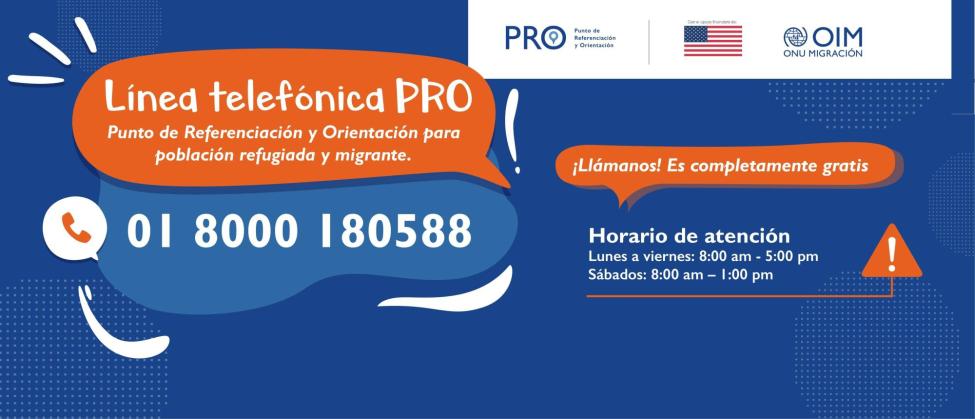 PRO
Punto de
Referenciación
y Orientación
OIM
ONU MIGRACIÓN
Línea telefónica PRO
Punto de Referenciación y Orientación para
población refugiada y migrante.
01 8000 180588
¡Llámanos! Es completamente gratis
Horario de atención
Lunes a viernes: 8:00 am - 5:00 pm
Sábados: 8:00 am – 1:00 pm
!